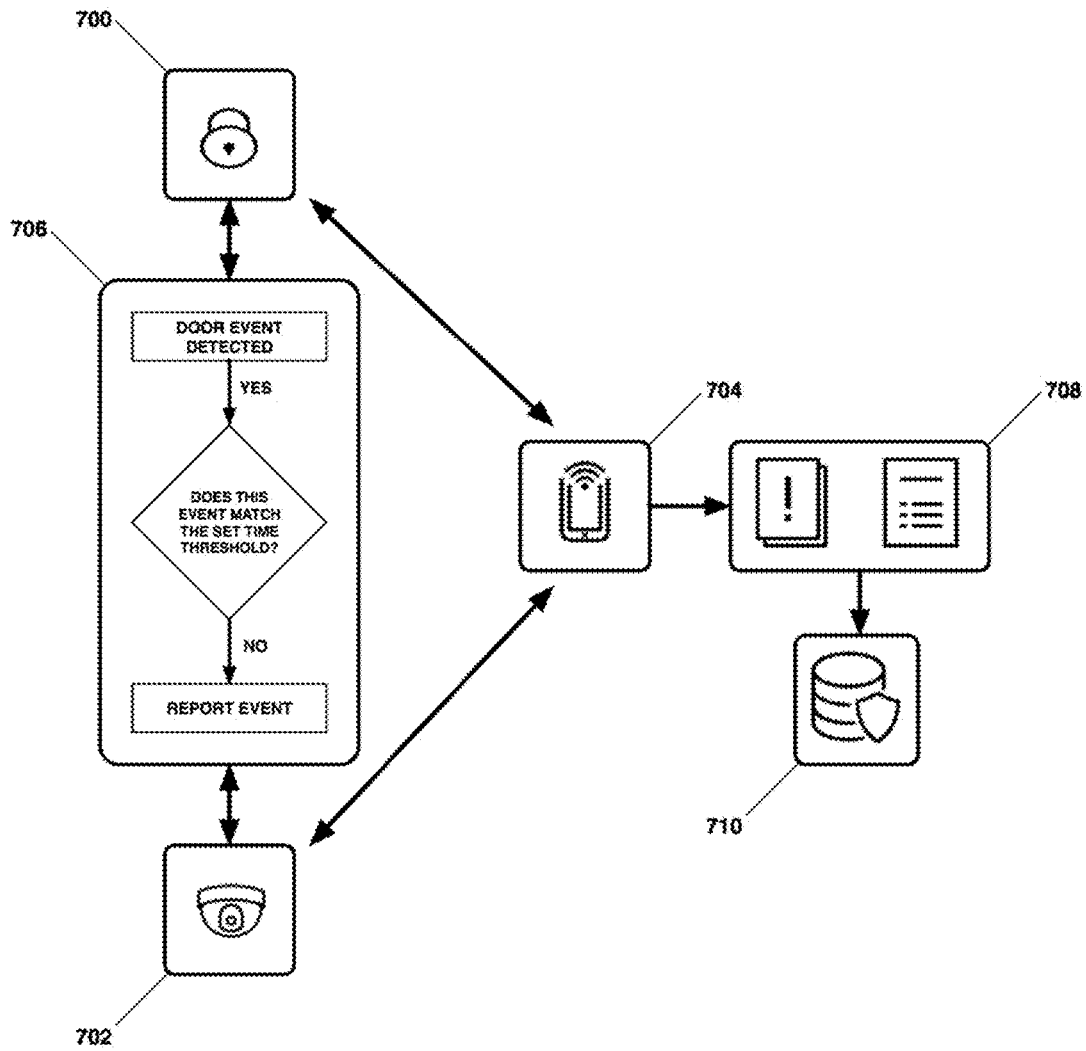 700
706
DOOR EVENT
DETECTED
YES
DOES THIS
EVENT MATCH
THE SET TIME
THRESHOLD?
NO
REPORT EVENT
704
708
710
702